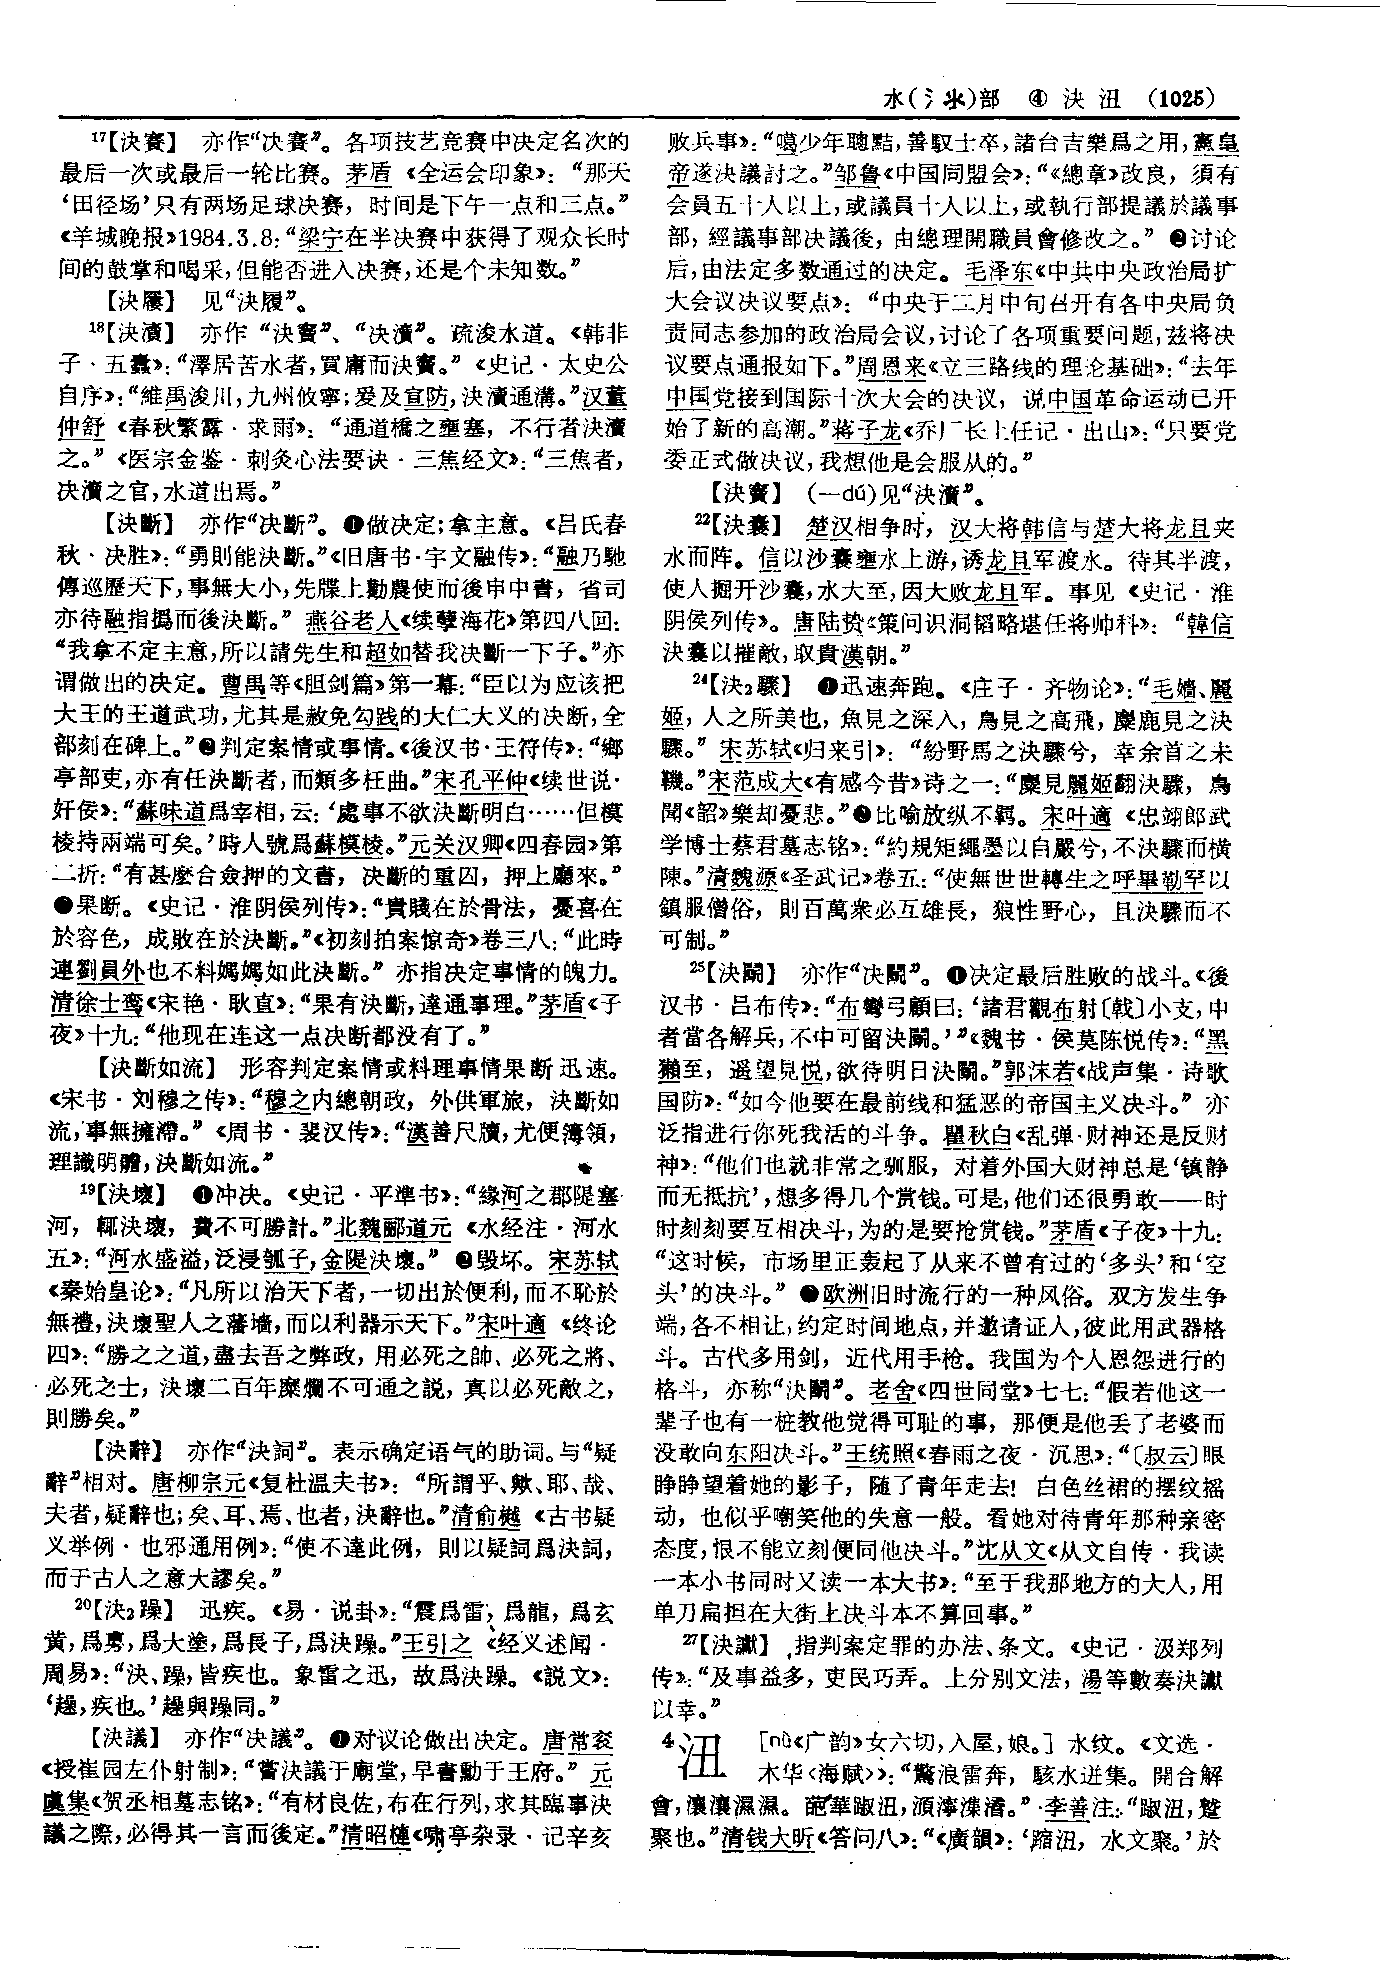 水(氵氺)部　④ 決 沑　(1025)
17【決賽】　亦作“决賽”。各项技艺竞赛中决定名次的
最后一次或最后一轮比赛。茅盾《全运会印象》：“那天
‘田径场’只有两场足球决赛，时间是下午一点和三点。”
《羊城晚报》1984.3.8：“梁宁在半决赛中获得了观众长时
间的鼓掌和喝采，但能否进入决赛，还是个未知数。”
【決屨】　见“決履”。
18【決瀆】　亦作“決竇”、“决瀆”。疏浚水道。《韩非
子·五蠹》：“澤居苦水者，買庸而決竇。”《史记·太史公
自序》：“維禹浚川，九州攸寧；爰及宣防，决瀆通溝。”汉董
仲舒《春秋繁露·求雨》：“通道橋之壅塞，不行者決瀆
之。”《医宗金鉴·刺灸心法要诀·三焦经文》：“三焦者，
决瀆之官，水道出焉。”
【決斷】　亦作“决斷”。❶做决定；拿主意。《吕氏春
秋·决胜》：“勇則能決斷。”《旧唐书·宇文融传》：“融乃馳
傳巡歷天下，事無大小，先牒上勸農使而後申中書，省司
亦待融指撝而後決斷。”燕谷老人《续孽海花》第四八回：
“我拿不定主意，所以請先生和超如替我決斷一下子。”亦
谓做出的决定。曹禺等《胆剑篇》第一幕：“臣以为应该把
大王的王道武功，尤其是赦免勾践的大仁大义的决断，全
部刻在碑上。”❷判定案情或事情。《後汉书·王符传》：“鄉
亭部吏，亦有任決斷者，而類多枉曲。”宋孔平仲《续世说·
奸佞》：“蘇味道爲宰相，云：‘處事不欲決斷明白……但模
棱持兩端可矣。’時人號爲蘇模棱。”元关汉卿《四春园》第
二折：“有甚麽合僉押的文書，决斷的重囚，押上廳來。”
❸果断。《史记·淮阴侯列传》：“貴賤在於骨法，憂喜在
於容色，成敗在於決斷。”《初刻拍案惊奇》卷三八：“此時
連劉員外也不料媽媽如此決斷。”亦指决定事情的魄力。
清徐士銮《宋艳·耿直》：“果有決斷，達通事理。”茅盾《子
夜》十九：“他现在连这一点决断都没有了。”
【決斷如流】　形容判定案情或料理事情果断迅速。
《宋书·刘穆之传》：“穆之内總朝政，外供軍旅，決斷如
流，事無擁滯。”《周书·裴汉传》：“漢善尺牘，尤便簿領，
理識明贍，決斷如流。”
19【決壞】　❶冲决。《史记·平準书》：“緣河之郡隄塞
河，輒決壞，費不可勝計。”北魏郦道元《水经注·河水
五》：“河水盛溢，泛浸瓠子，金隄決壞。”❷毁坏。宋苏轼
《秦始皇论》：“凡所以治天下者，一切出於便利，而不恥於
無禮，決壞聖人之藩墻，而以利器示天下。”宋叶適《终论
四》：“勝之之道，盡去吾之弊政，用必死之帥、必死之將、
必死之士，決壞二百年糜爛不可通之説，真以必死敵之，
則勝矣。”
【決辭】　亦作“決詞”。表示确定语气的助词。与“疑
辭”相对。唐柳宗元《复杜温夫书》：“所謂乎、歟、耶、哉、
夫者，疑辭也；矣、耳、焉、也者，決辭也。”清俞樾《古书疑
义举例·也邪通用例》：“使不達此例，則以疑詞爲決詞，
而于古人之意大謬矣。”
20【決2躁】　迅疾。《易·说卦》：“震爲雷，爲龍，爲玄
黄，爲旉，爲大塗，爲長子，爲決躁。”王引之《经义述闻·
周易》：“決、躁，皆疾也。象雷之迅，故爲決躁。《説文》：
‘趮，疾也。’趮與躁同。”
【決議】　亦作“决議”。❶对议论做出决定。唐常衮
《授崔园左仆射制》：“嘗決議于廟堂，早書勳于王府。”元
虞集《贺丞相墓志铭》：“有材良佐，布在行列，求其臨事決
議之際，必得其一言而後定。”清昭槤《啸亭杂录·记辛亥
败兵事》：“噶少年聰黠，善馭士卒，諸台吉樂爲之用，憲皇
帝遂決議討之。”邹鲁《中国同盟会》：“《總章》改良，須有
会員五十人以上，或議員十人以上，或執行部提議於議事
部，經議事部决議後，由總理開職員會修改之。”❷讨论
后，由法定多数通过的决定。毛泽东《中共中央政治局扩
大会议决议要点》：“中央于二月中旬召开有各中央局负
责同志参加的政治局会议，讨论了各项重要问题，兹将决
议要点通报如下。”周恩来《立三路线的理论基础》：“去年
中国党接到国际十次大会的决议，说中国革命运动已开
始了新的高潮。”蒋子龙《乔厂长上任记·出山》：“只要党
委正式做决议，我想他是会服从的。”
【決竇】　(—dú)见“決瀆”。
22【決囊】　楚汉相争时，汉大将韩信与楚大将龙且夹
水而阵。信以沙囊壅水上游，诱龙且军渡水。待其半渡，
使人掘开沙囊，水大至，因大败龙且军。事见《史记·淮
阴侯列传》。唐陆贽《策问识洞韬略堪任将帅科》：“韓信
決囊以摧敵，取貴漢朝。”
24【決2驟】　❶迅速奔跑。《庄子·齐物论》：“毛嬙、麗
姬，人之所美也，魚見之深入，鳥見之高飛，麋鹿見之決
驟。”宋苏轼《归来引》：“紛野馬之決驟兮，幸余首之未
鞿。”宋范成大《有感今昔》诗之一：“麋見麗姬翻決驟，鳥
聞《韶》樂却憂悲。”❷比喻放纵不羁。宋叶適《忠翊郎武
学博士蔡君墓志铭》：“約規矩繩墨以自嚴兮，不決驟而横
陳。”清魏源《圣武记》卷五：“使無世世轉生之呼畢勒罕以
鎮服僧俗，則百萬衆必互雄長，狼性野心，且決驟而不
可制。”
25【決鬭】　亦作“决鬭”。❶决定最后胜败的战斗。《後
汉书·吕布传》：“布彎弓顧曰：‘諸君觀布射〔戟〕小支，中
者當各解兵，不中可留決鬭。’”《魏书·侯莫陈悦传》：“黑
獺至，遥望見悦，欲待明日決鬭。”郭沫若《战声集·诗歌
国防》：“如今他要在最前线和猛恶的帝国主义决斗。”亦
泛指进行你死我活的斗争。瞿秋白《乱弹·财神还是反财
神》：“他们也就非常之驯服，对着外国大财神总是‘镇静
而无抵抗’，想多得几个赏钱。可是，他们还很勇敢——时
时刻刻要互相决斗，为的是要抢赏钱。”茅盾《子夜》十九：
“这时候，市场里正轰起了从来不曾有过的‘多头’和‘空
头’的决斗。”❷欧洲旧时流行的一种风俗。双方发生争
端，各不相让，约定时间地点，并邀请证人，彼此用武器格
斗。古代多用剑，近代用手枪。我国为个人恩怨进行的
格斗，亦称“決鬭”。老舍《四世同堂》七七：“假若他这一
辈子也有一桩教他觉得可耻的事，那便是他丢了老婆而
没敢向东阳决斗。”王统照《春雨之夜·沉思》：“〔叔云〕眼
睁睁望着她的影子，随了青年走去！白色丝裙的摆纹摇
动，也似乎嘲笑他的失意一般。看她对待青年那种亲密
态度，恨不能立刻便同他决斗。”沈从文《从文自传·我读
一本小书同时又读一本大书》：“至于我那地方的大人，用
单刀扁担在大街上决斗本不算回事。”
27【決讞】　指判案定罪的办法、条文。《史记·汲郑列
传》：“及事益多，吏民巧弄。上分别文法，湯等數奏決讞
以幸。”
4沑　[nǜ《广韵》女六切，入屋，娘。]　水纹。《文选·
木华〈海赋〉》：“驚浪雷奔，駭水迸集。開合解
會，瀼瀼濕濕。葩華踧沑，澒濘潗㵫。”李善注：“踧沑，蹙
聚也。”清钱大昕《答问八》：“《廣韻》：‘蹜沑，水文聚。’於